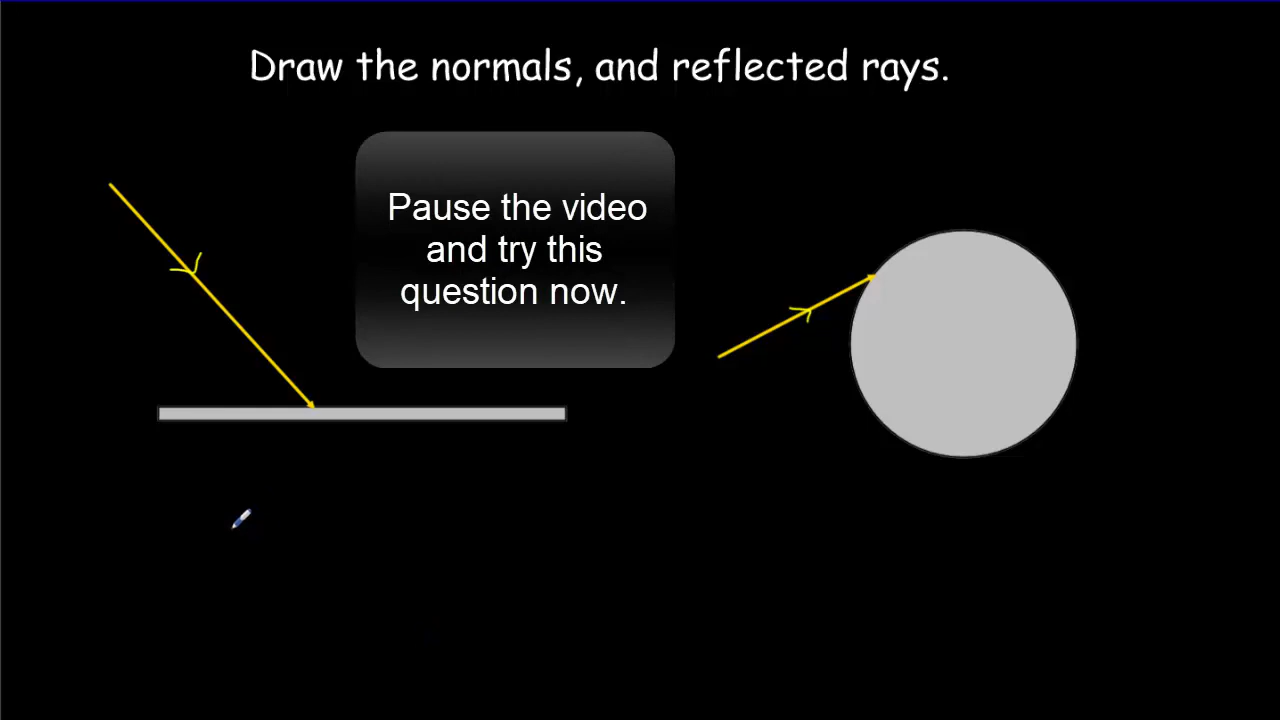 Draw the normals, and reflected rays.
Pause the video
and try this
question now.